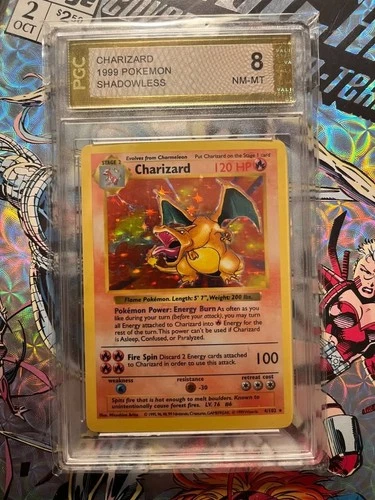 2
$2.50
OCT
PGC
CHARIZARD
1999 POKEMON
SHADOWLESS
8
NM-MT
STAGE 2
Evolves from Charmeleon
Put Charizard on the Stage 1 card
Charizard
120 HP
Flame Pokémon. Length: 5' 7", Weight: 200 lbs.
Pokémon Power: Energy Burn As often as you
like during your turn (before your attack), you may turn
all Energy attached to Charizard into Energy for the
rest of the turn. This power can't be used if Charizard
is Asleep, Confused, or Paralyzed.
Fire Spin Discard 2 Energy cards attached
to Charizard in order to use this attack.
100
weakness
resistance
retreat cost
-30
Spits fire that is hot enough to melt boulders. Known to
unintentionally cause forest fires. LV. 76 #6
Illus. Mitsuhiro Arita
4/102